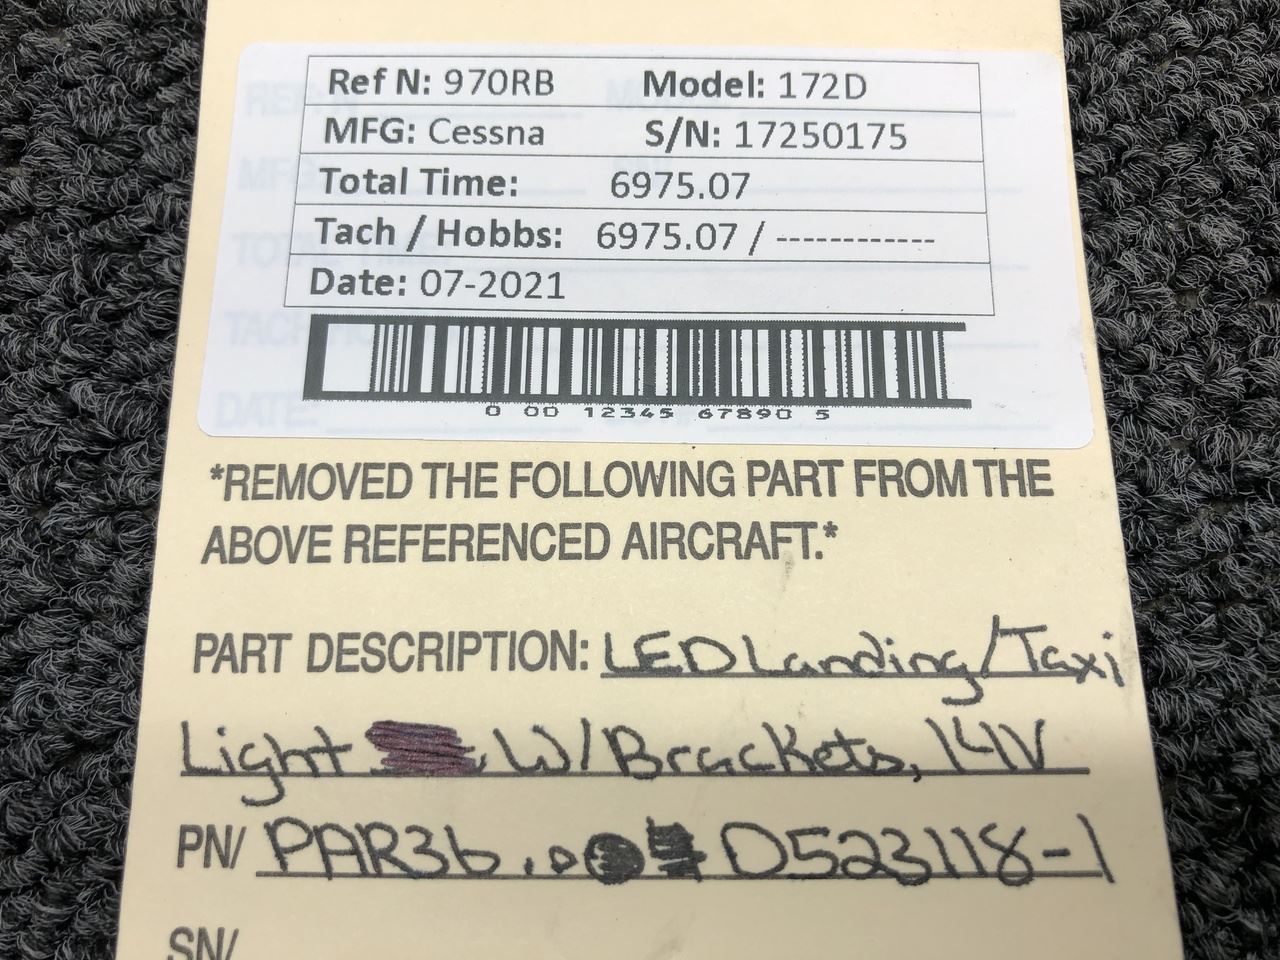 Ref N: 970RB Model: 172D
MFG: Cessna S/N: 17250175
Total Time: 6975.07
Tach / Hobbs: 6975.07 / ------------
Date: 07-2021
0 00 12345 67890 5
*REMOVED THE FOLLOWING PART FROM THE
ABOVE REFERENCED AIRCRAFT.*
PART DESCRIPTION: LED Landing/Taxi
Light W/ Brackets, 14V
PN/ PAR36, D523118-1
SN/